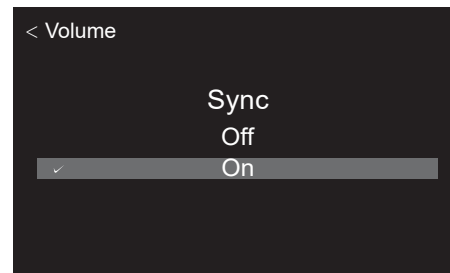 < Volume
Sync
Off
✓ On